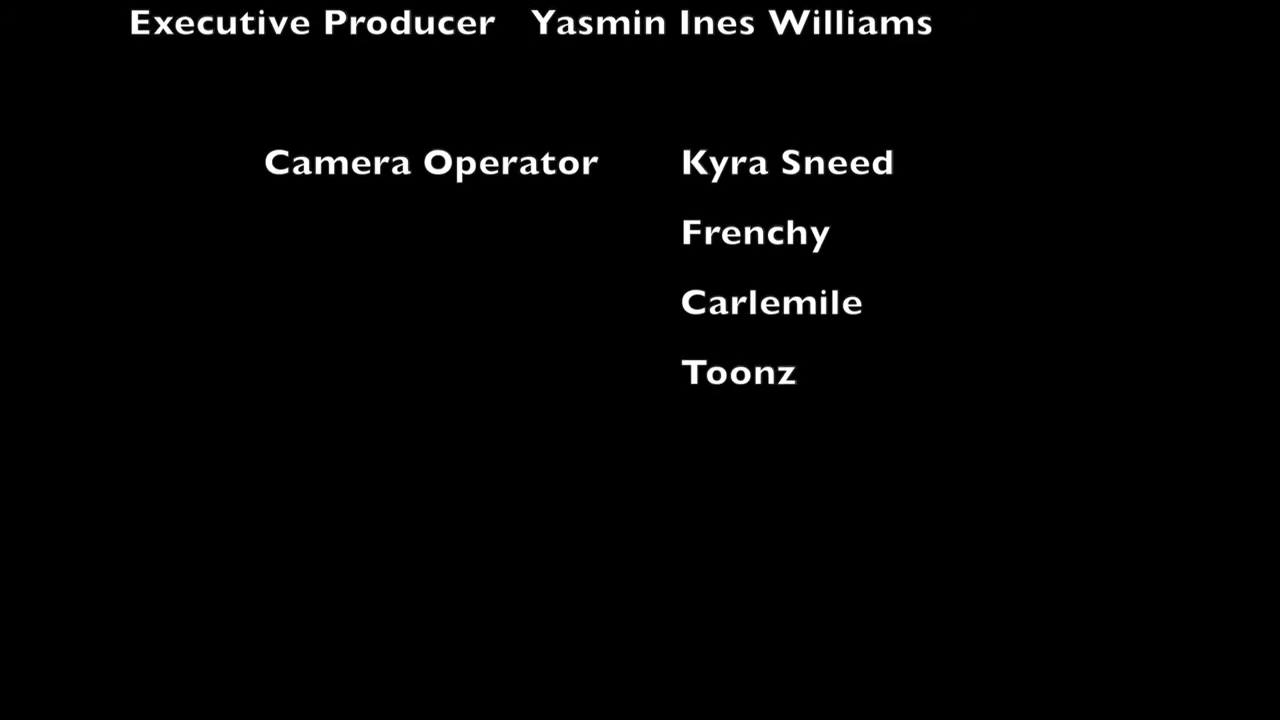 Executive Producer Yasmin Ines Williams
Camera Operator Kyra Sneed
Frenchy
Carlemile
Toonz